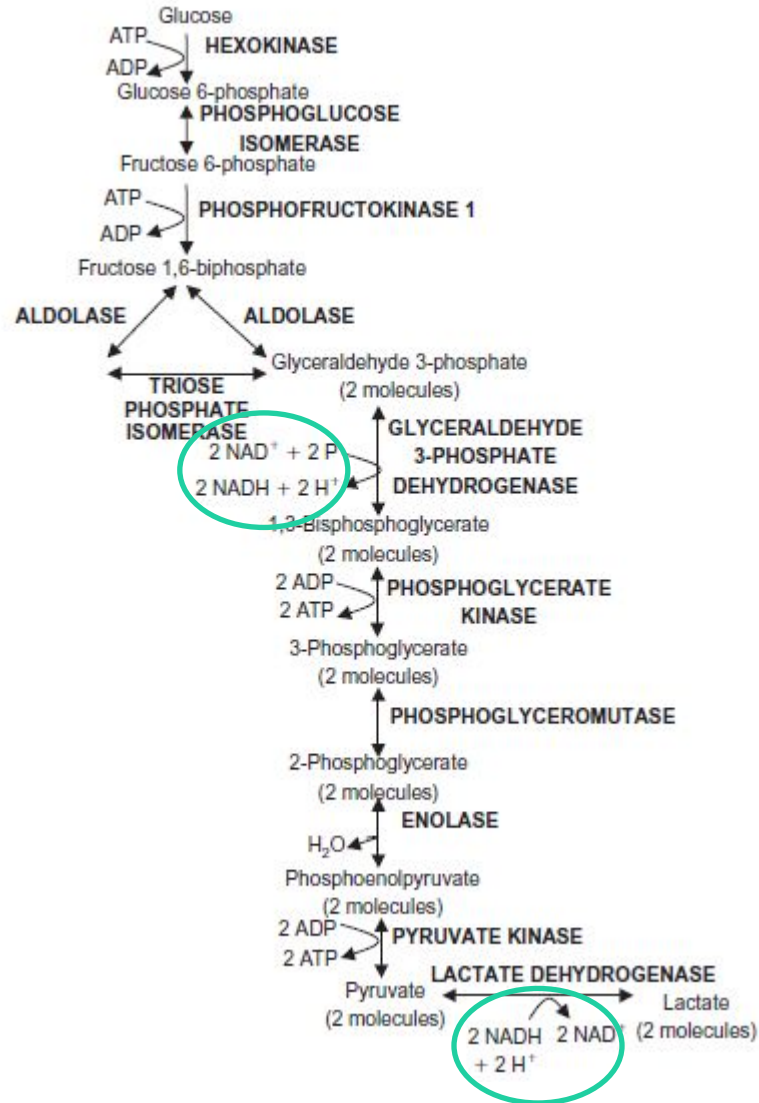 Glucose
ATP
HEXOKINASE
ADP
Glucose 6-phosphate
PHOSPHOGLUCOSE
ISOMERASE
Fructose 6-phosphate
ATP
PHOSPHOFRUCTOKINASE 1
ADP
Fructose 1,6-biphosphate
ALDOLASE
ALDOLASE
Glyceraldehyde 3-phosphate
(2 molecules)
TRIOSE
PHOSPHATE
ISOMERASE
GLYCERALDEHYDE
3-PHOSPHATE
DEHYDROGENASE
2 NAD⁺ + 2 P
2 NADH + 2 H⁺
1,3-Bisphosphoglycerate
(2 molecules)
2 ADP
2 ATP
PHOSPHOGLYCERATE
KINASE
3-Phosphoglycerate
(2 molecules)
PHOSPHOGLYCEROMUTASE
2-Phosphoglycerate
(2 molecules)
ENOLASE
H₂O
Phosphoenolpyruvate
(2 molecules)
2 ADP
2 ATP
PYRUVATE KINASE
LACTATE DEHYDROGENASE
Pyruvate
(2 molecules)
Lactate
(2 molecules)
2 NADH
+ 2 H⁺
2 NAD⁺